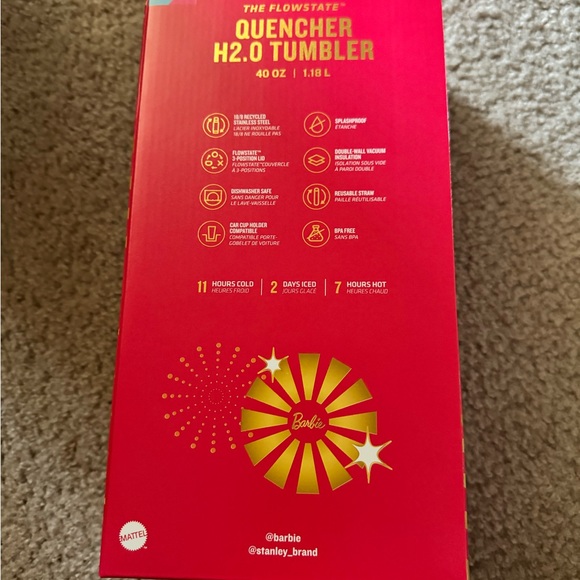 THE FLOWSTATE™
QUENCHER
H2.0 TUMBLER
40 OZ | 1.18 L
18/8 RECYCLED
STAINLESS STEEL
L'ACIER INOXYDABLE
18/8 NE ROUILLE PAS
SPLASHPROOF
ÉTANCHE
FLOWSTATE™
3-POSITION LID
FLOWSTATE™COUVERCLE
À 3-POSITIONS
DOUBLE-WALL VACUUM
INSULATION
ISOLATION SOUS VIDE
À PAROI DOUBLE
DISHWASHER SAFE
SANS DANGER POUR
LE LAVE-VAISSELLE
REUSABLE STRAW
PAILLE RÉUTILISABLE
CAR CUP HOLDER
COMPATIBLE
COMPATIBLE PORTE-
GOBELET DE VOITURE
BPA FREE
SANS BPA
11 HOURS COLD
HEURES FROID
2 DAYS ICED
JOURS GLACÉ
7 HOURS HOT
HEURES CHAUD
Barbie
MATTEL
@barbie
@stanley_brand